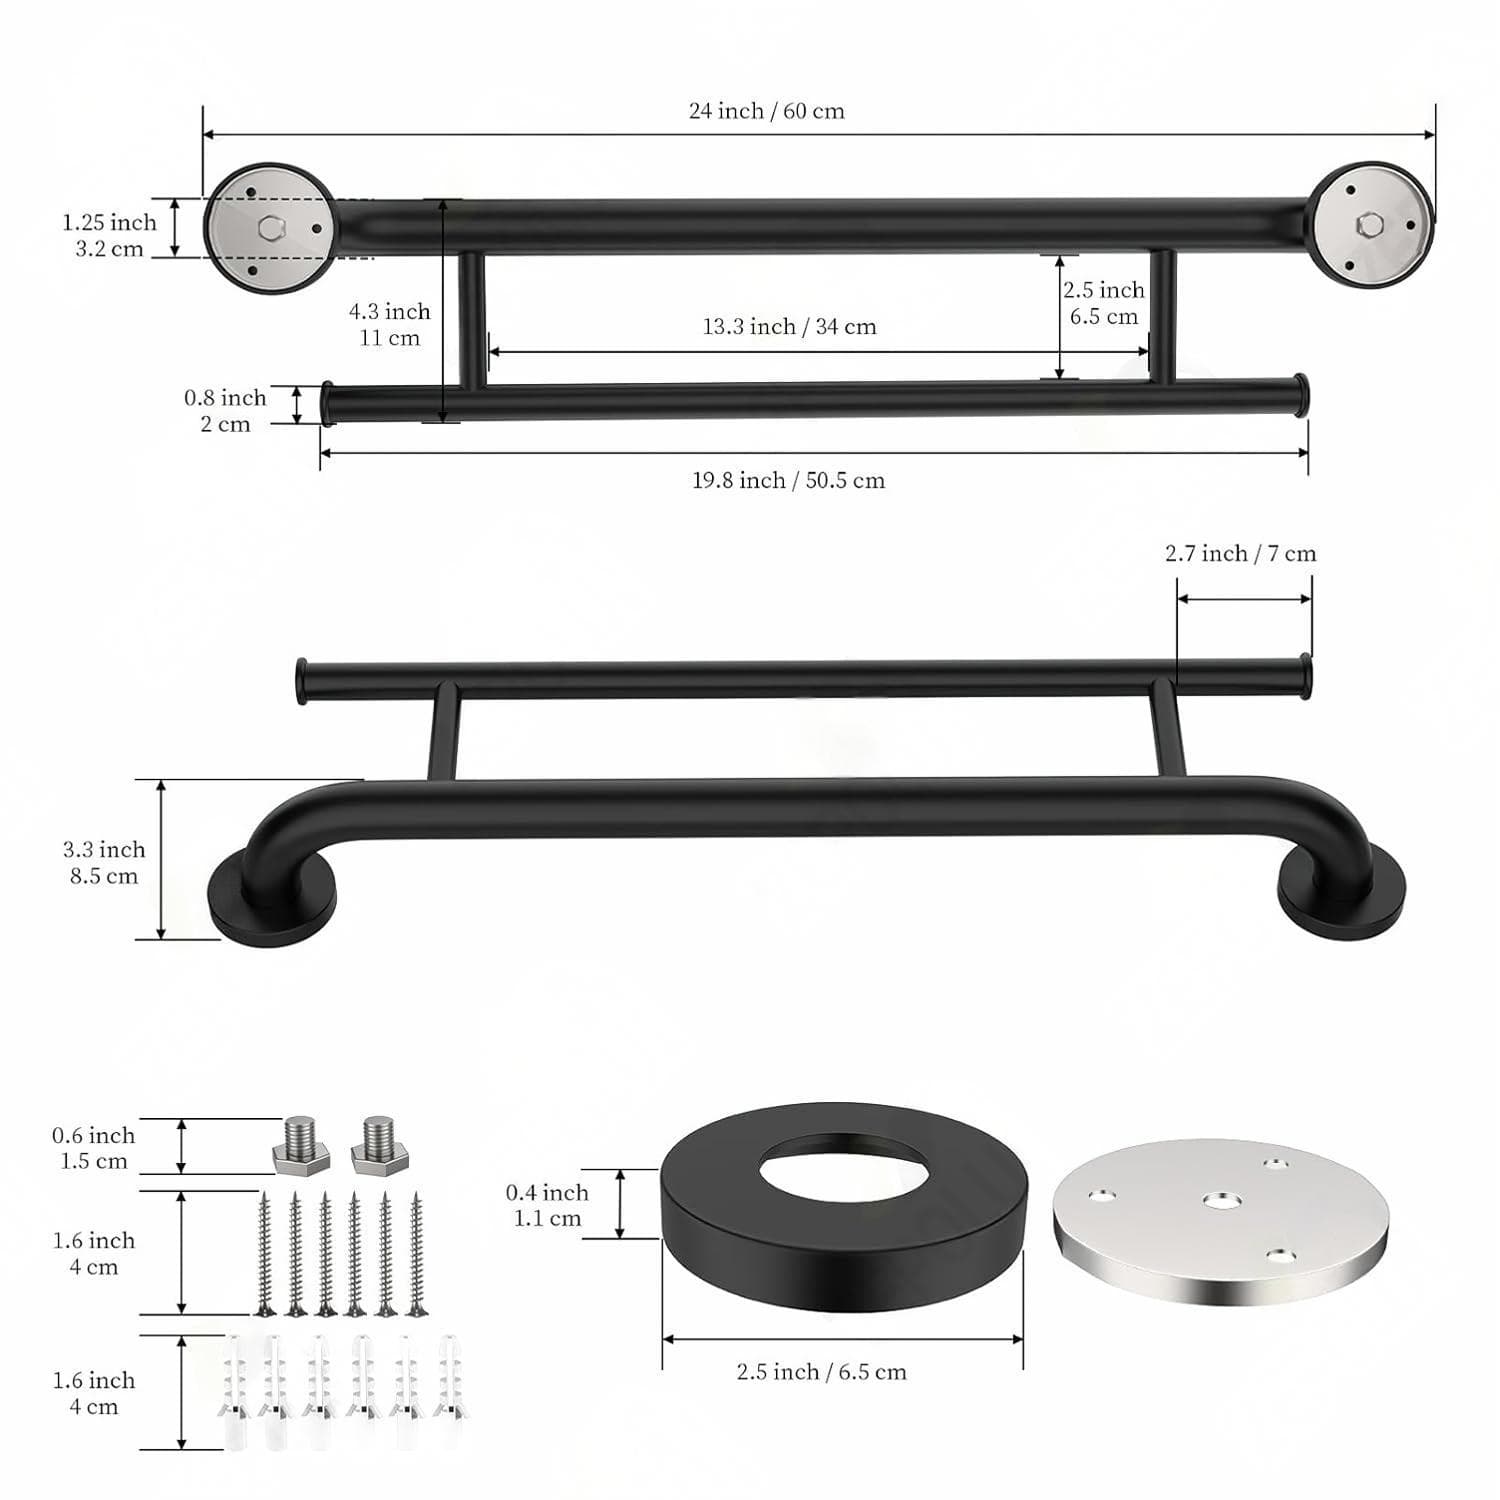 24 inch / 60 cm
1.25 inch
3.2 cm
4.3 inch
11 cm
2.5 inch
6.5 cm
13.3 inch / 34 cm
0.8 inch
2 cm
19.8 inch / 50.5 cm
2.7 inch / 7 cm
3.3 inch
8.5 cm
0.6 inch
1.5 cm
1.6 inch
4 cm
0.4 inch
1.1 cm
2.5 inch / 6.5 cm
1.6 inch
4 cm